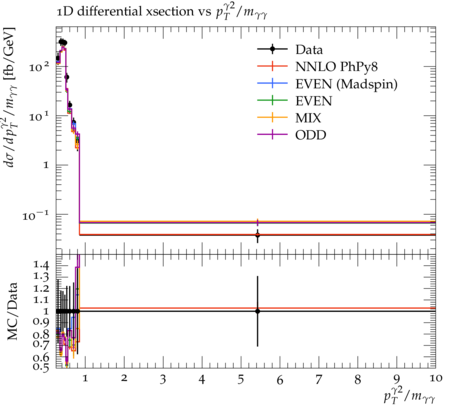 1D differential xsection vs p_T^{γ2}/m_{γγ}
dσ/dp_T^{γ2}/m_{γγ} [fb/GeV]
10^2
10^1
1
10^{-1}
Data
NNLO PhPy8
EVEN (Madspin)
EVEN
MIX
ODD
MC/Data
1.4
1.3
1.2
1.1
1
0.9
0.8
0.7
0.6
0.5
1 2 3 4 5 6 7 8 9 10
p_T^{γ2}/m_{γγ}